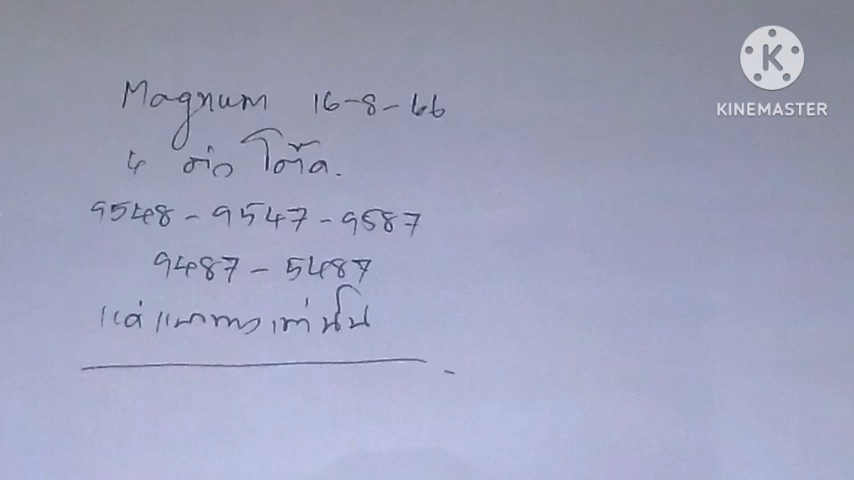 Magnum 16-8-66
4 ตัว โต๊ด.
9548 - 9547 - 9587
9487 - 5487
แค่แนวทางเท่านั้น
K
KINEMASTER